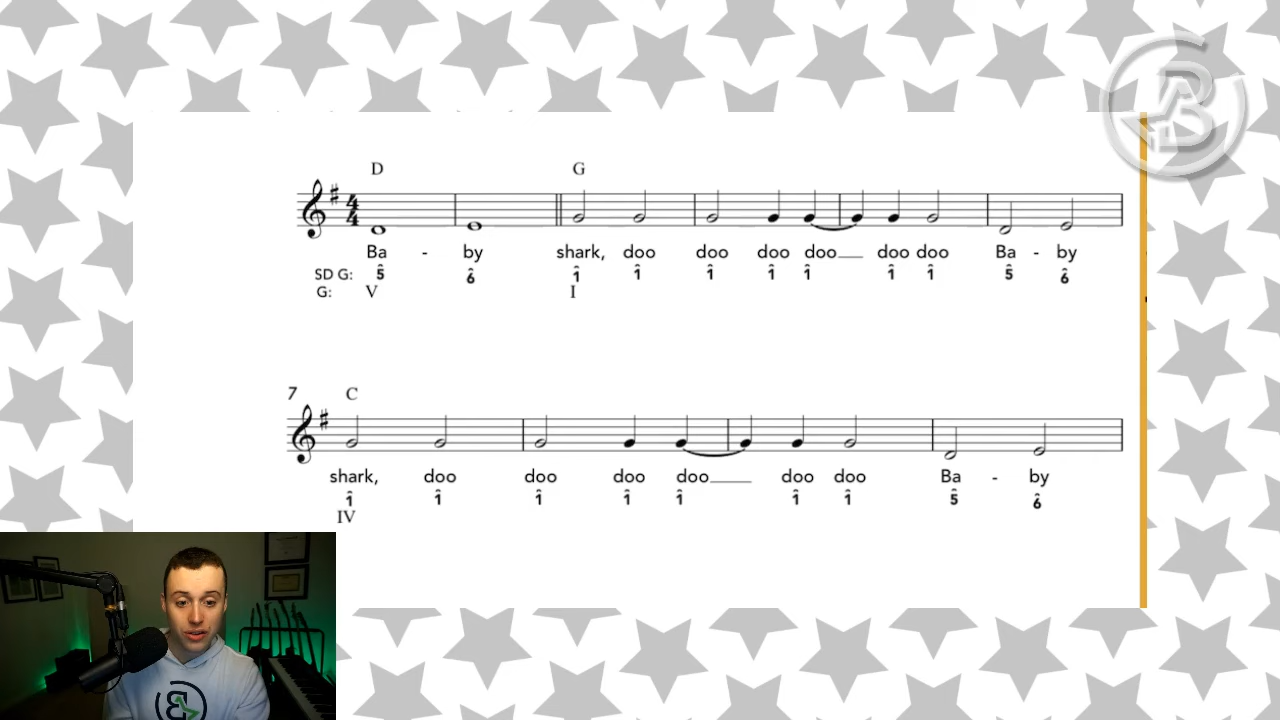 D G
Ba - by shark, doo doo doo doo doo doo Ba - by
SD G: 5̂ 6̂ 1̂ 1̂ 1̂ 1̂ 1̂ 1̂ 1̂ 5̂ 6̂
G: V I
7 C
shark, doo doo doo doo doo doo Ba - by
1̂ 1̂ 1̂ 1̂ 1̂ 1̂ 1̂ 5̂ 6̂
IV